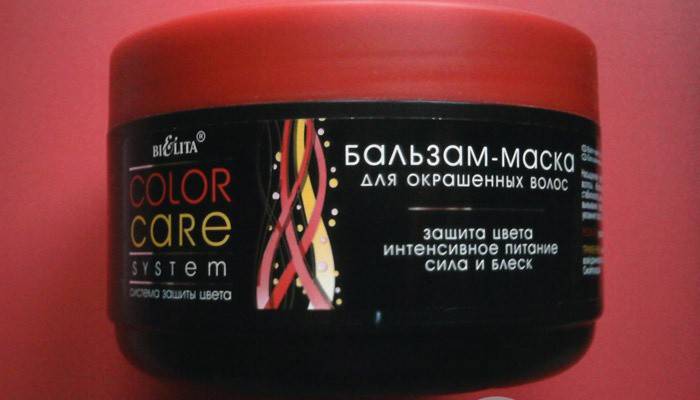 BIELITA®
COLOR
care
system
система защиты цвета
Бальзам-маска
для окрашенных волос
защита цвета
интенсивное питание
сила и блеск